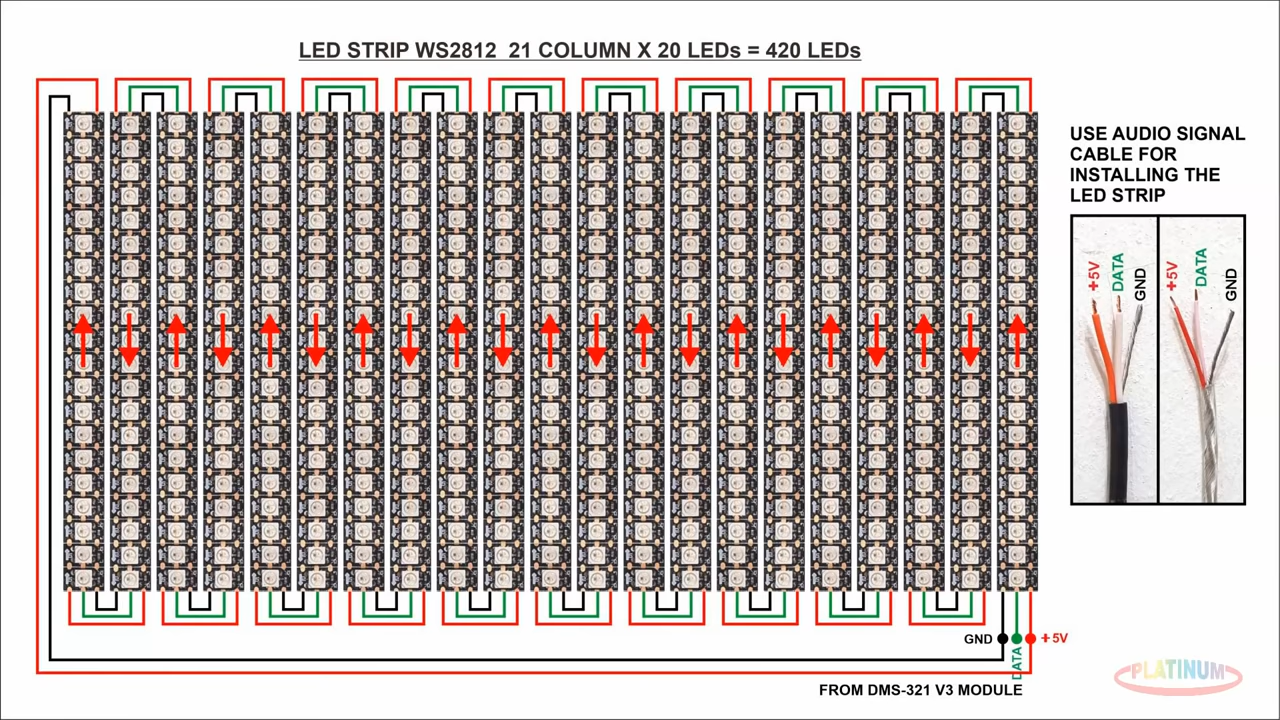 LED STRIP WS2812 21 COLUMN X 20 LEDs = 420 LEDs
USE AUDIO SIGNAL
CABLE FOR
INSTALLING THE
LED STRIP
+5V
DATA
GND
+5V
DATA
GND
GND
DATA
+5V
FROM DMS-321 V3 MODULE
PLATINUM